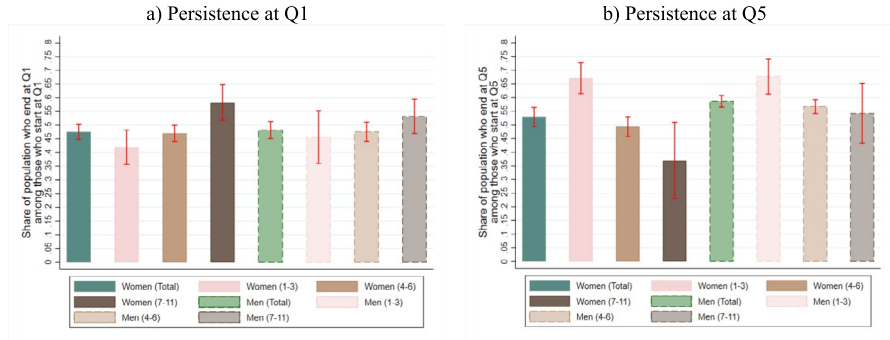 a) Persistence at Q1
b) Persistence at Q5
Share of population who end at Q1
among those who start at Q1
0 .05 .1 .15 .2 .25 .3 .35 .4 .45 .5 .55 .6 .65 .7 .75 .8
Women (Total) Women (1-3) Women (4-6)
Women (7-11) Men (Total) Men (1-3)
Men (4-6) Men (7-11)
Share of population who end at Q5
among those who start at Q5
0 .05 .1 .15 .2 .25 .3 .35 .4 .45 .5 .55 .6 .65 .7 .75 .8
Women (Total) Women (1-3) Women (4-6)
Women (7-11) Men (Total) Men (1-3)
Men (4-6) Men (7-11)